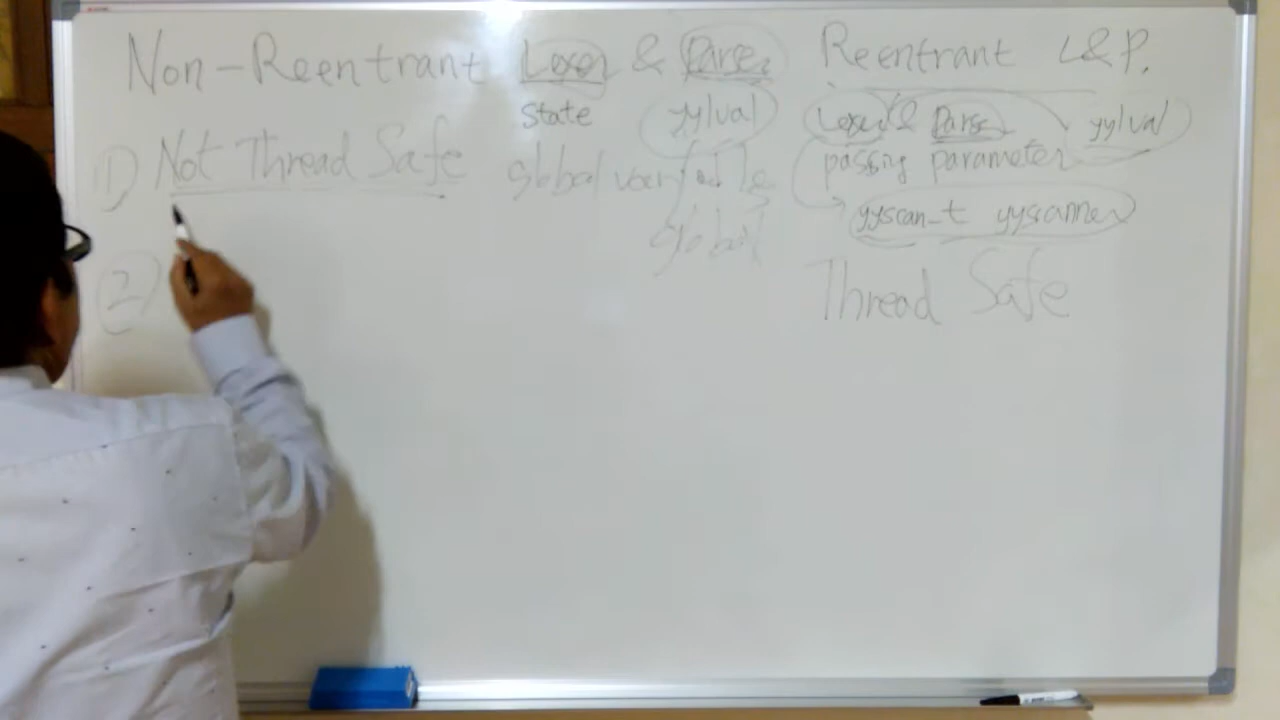 Non-Reentrant Lexer & Parser
state yylval
1) Not Thread Safe global variable
global
2)
Reentrant L&P.
Lexer & Parser yylval
passing parameter
yyscan_t yyscanner
Thread Safe